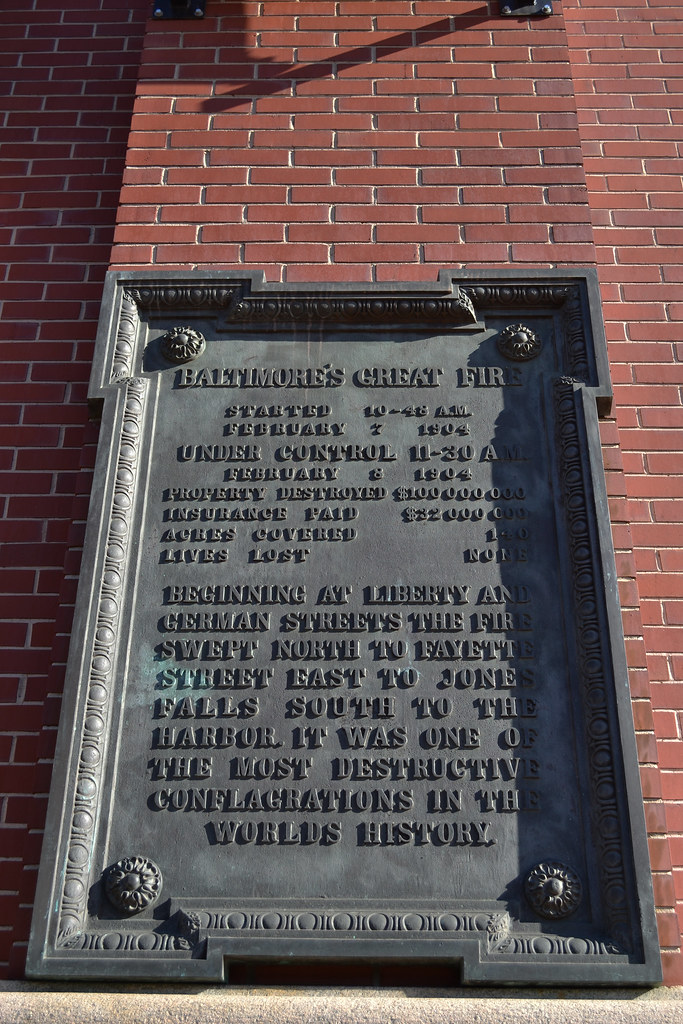 BALTIMORE'S GREAT FIRE
STARTED 10-48 A.M.
FEBRUARY 7 1904
UNDER CONTROL 11-30 A.M.
FEBRUARY 8 1904
PROPERTY DESTROYED $100 000 000
INSURANCE PAID $32 000 000
ACRES COVERED 140
LIVES LOST NONE
BEGINNING AT LIBERTY AND
GERMAN STREETS THE FIRE
SWEPT NORTH TO FAYETTE
STREET EAST TO JONES
FALLS SOUTH TO THE
HARBOR. IT WAS ONE OF
THE MOST DESTRUCTIVE
CONFLAGRATIONS IN THE
WORLDS HISTORY.